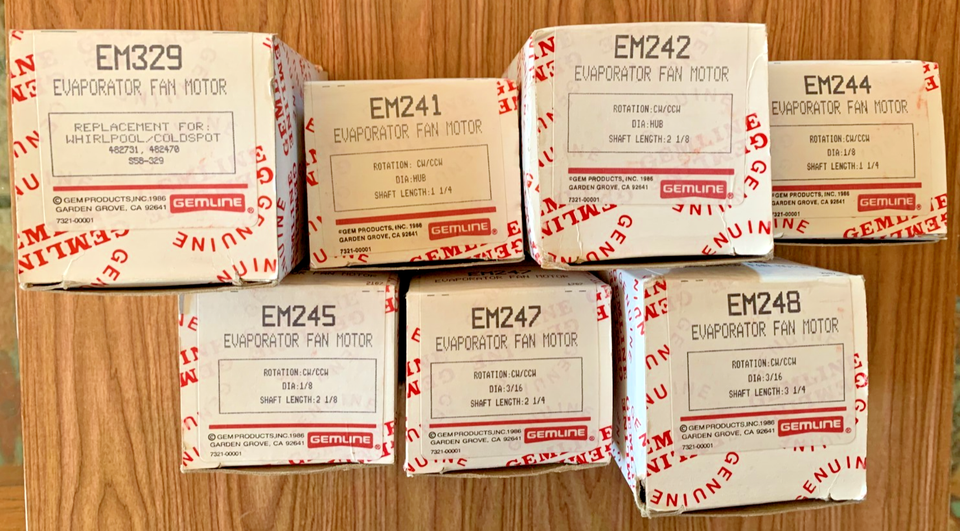 EM329
EVAPORATOR FAN MOTOR
REPLACEMENT FOR:
WHIRLPOOL/COLDSPOT
482731, 482470
S58-329
©GEM PRODUCTS,INC.1986
GARDEN GROVE, CA 92641
GEMLINE®
7321-00001
GENUINE
EM241
EVAPORATOR FAN MOTOR
ROTATION: CW/CCW
DIA:HUB
SHAFT LENGTH:1 1/4
©GEM PRODUCTS, INC. 1986
GARDEN GROVE, CA 92641
GEMLINE®
7321-00001
GEMLINE
EM242
EVAPORATOR FAN MOTOR
ROTATION:CW/CCW
DIA:HUB
SHAFT LENGTH:2 1/8
©GEM PRODUCTS, INC. 1986
GARDEN GROVE, CA 92641
GEMLINE®
7321-00001
GENUINE
EM244
EVAPORATOR FAN MOTOR
ROTATION:CW/CCW
DIA:1/8
SHAFT LENGTH:1 1/4
©GEM PRODUCTS, INC. 1986
GARDEN GROVE, CA 92641
GEMLINE®
7321-00001
GEMLINE
EM245
EVAPORATOR FAN MOTOR
ROTATION:CW/CCW
DIA:1/8
SHAFT LENGTH:2 1/8
©GEM PRODUCTS,INC.1986
GARDEN GROVE, CA 92641
GEMLINE®
7321-00001
EM247
EVAPORATOR FAN MOTOR
ROTATION:CW/CCW
DIA:3/16
SHAFT LENGTH:2 1/4
©GEM PRODUCTS,INC.1986
GARDEN GROVE, CA 92641
GEMLINE®
7321-00001
GEMLINE
EM248
EVAPORATOR FAN MOTOR
ROTATION:CW/CCW
DIA:3/16
SHAFT LENGTH:3 1/4
©GEM PRODUCTS,INC.1986
GARDEN GROVE, CA 92641
GEMLINE®
7321-00001
GENUINE